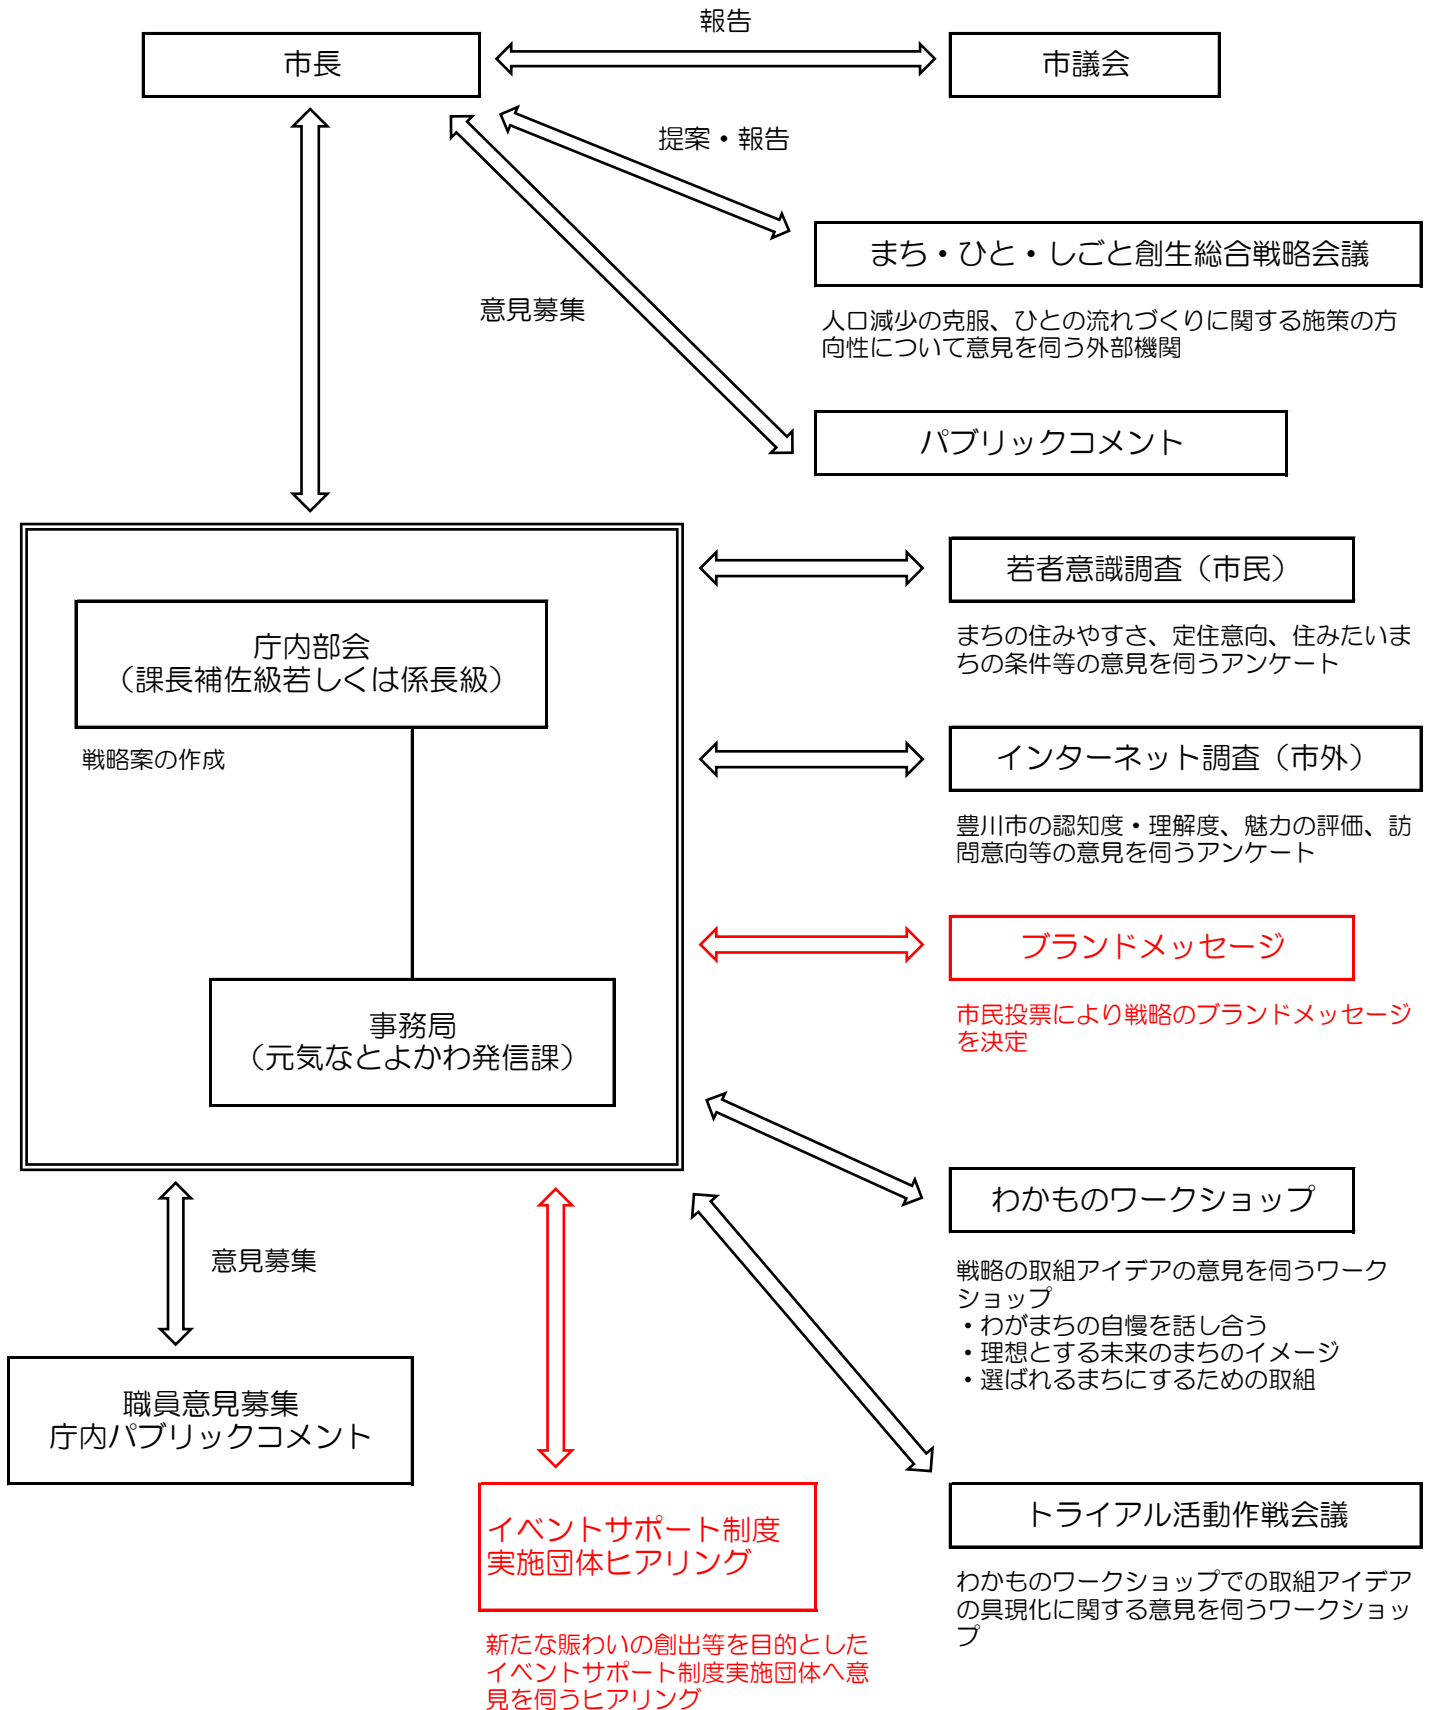 報告
市長
市議会
提案・報告
まち・ひと・しごと創生総合戦略会議
意見募集
人口減少の克服、ひとの流れづくりに関する施策の方
向性について意見を伺う外部機関
パブリックコメント
若者意識調査（市民）
まちの住みやすさ、定住意向、住みたいま
ちの条件等の意見を伺うアンケート
庁内部会
（課長補佐級若しくは係長級）
戦略案の作成
インターネット調査（市外）
豊川市の認知度・理解度、魅力の評価、訪
問意向等の意見を伺うアンケート
ブランドメッセージ
市民投票により戦略のブランドメッセージ
を決定
事務局
（元気なとよかわ発信課）
わかものワークショップ
戦略の取組アイデアの意見を伺うワーク
ショップ
・わがまちの自慢を話し合う
・理想とする未来のまちのイメージ
・選ばれるまちにするための取組
意見募集
職員意見募集
庁内パブリックコメント
イベントサポート制度
実施団体ヒアリング
新たな賑わいの創出等を目的とした
イベントサポート制度実施団体へ意
見を伺うヒアリング
トライアル活動作戦会議
わかものワークショップでの取組アイデア
の具現化に関する意見を伺うワークショッ
プ